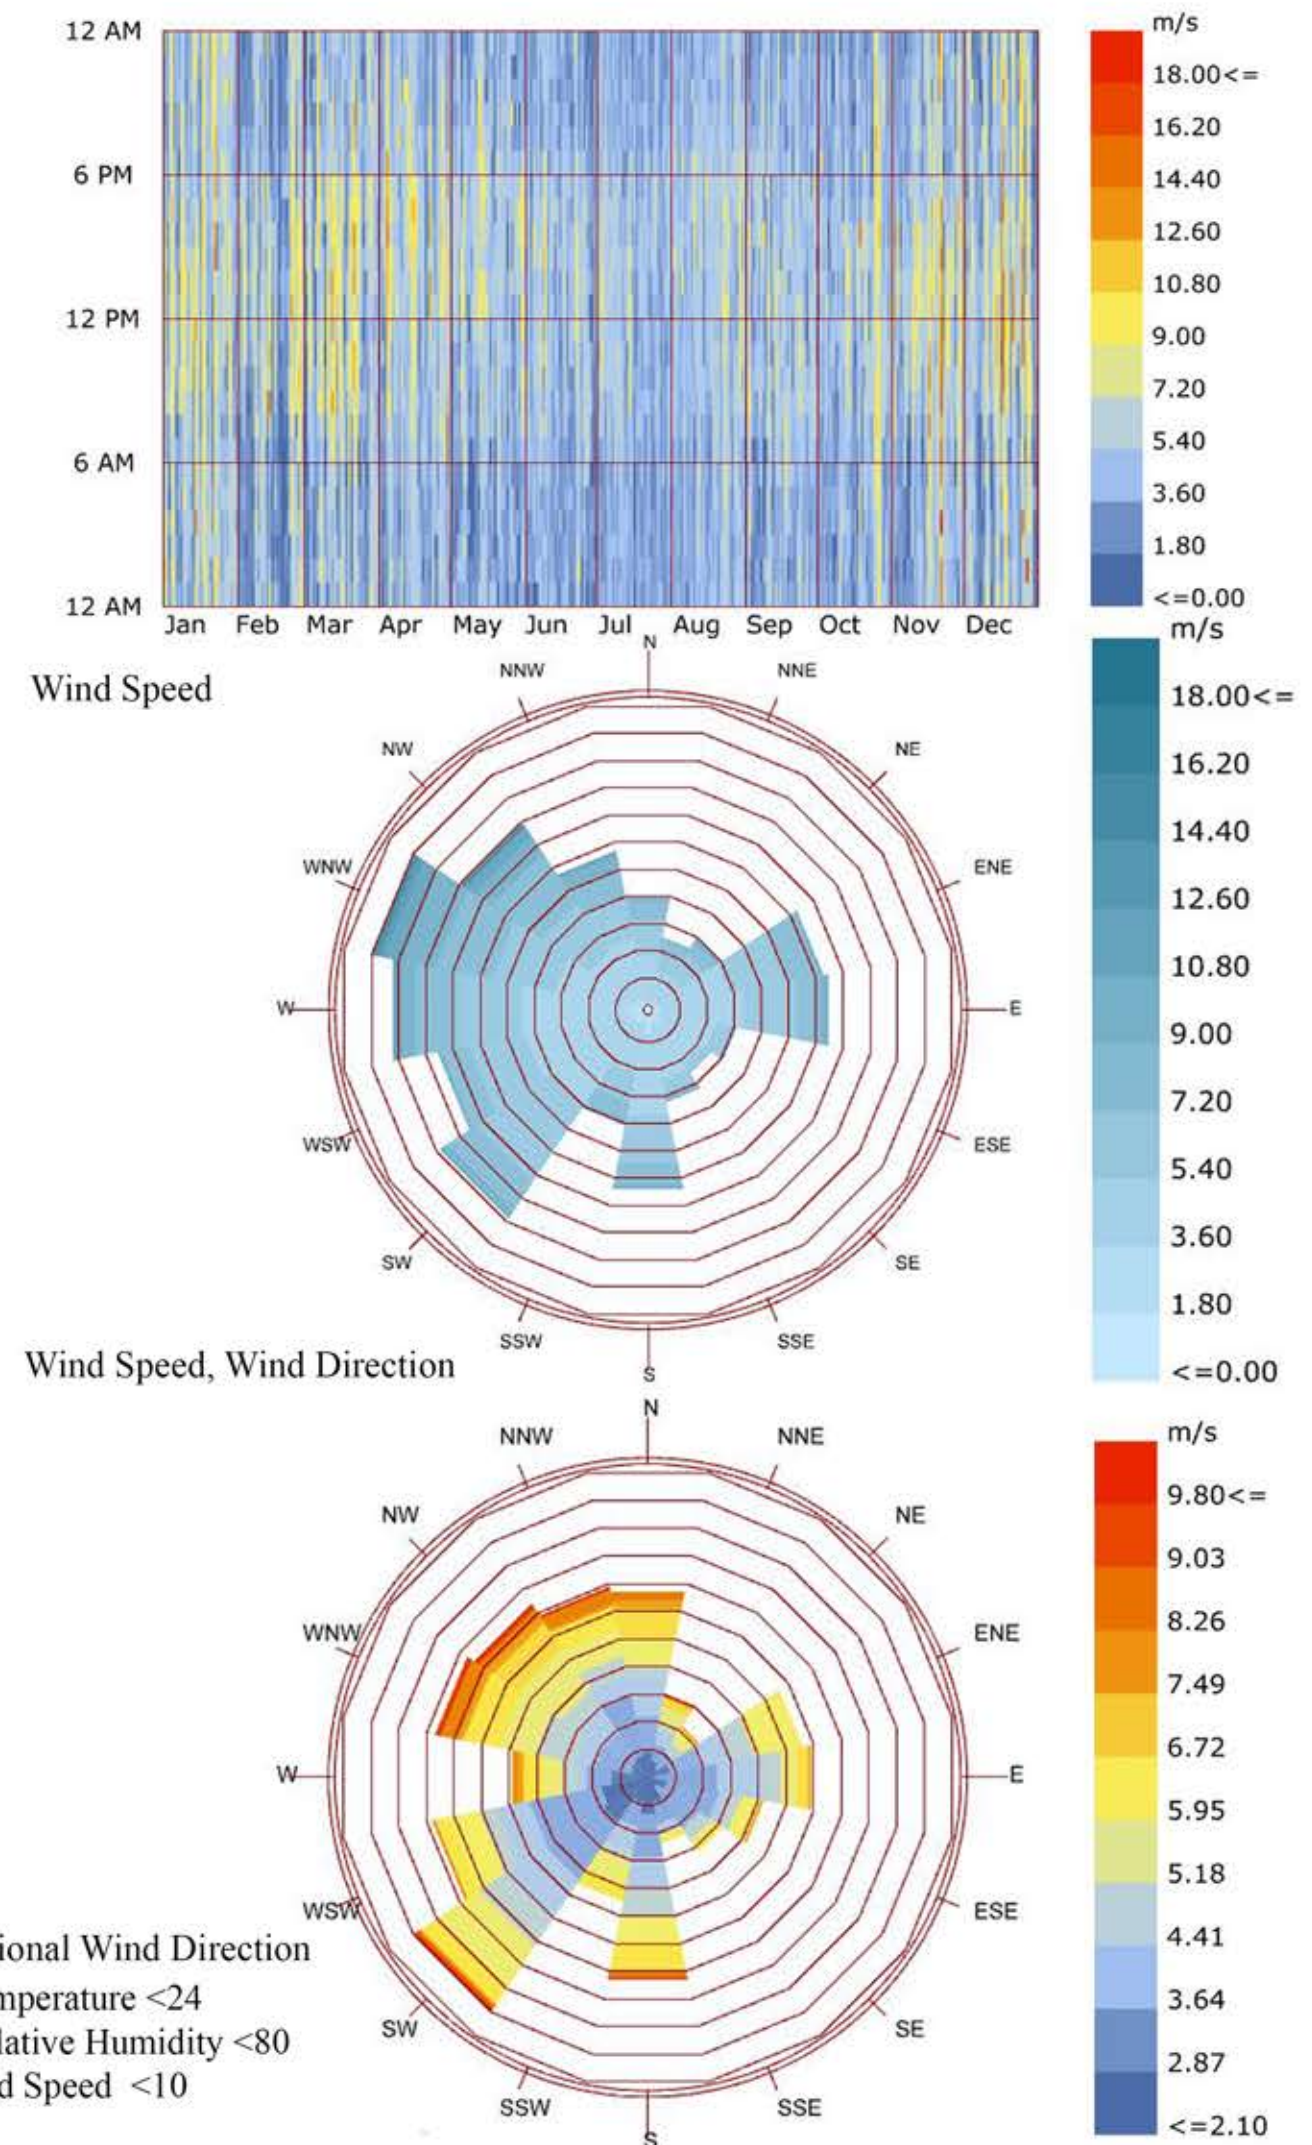 12 AM
6 PM
12 PM
6 AM
12 AM
Jan Feb Mar Apr May Jun Jul Aug Sep Oct Nov Dec
m/s
18.00<=
16.20
14.40
12.60
10.80
9.00
7.20
5.40
3.60
1.80
<=0.00
Wind Speed
N
NNW NNE
NW NE
WNW ENE
W E
WSW ESE
SW SE
SSW SSE
S
m/s
18.00<=
16.20
14.40
12.60
10.80
9.00
7.20
5.40
3.60
1.80
<=0.00
Wind Speed, Wind Direction
N
NNW NNE
NW NE
WNW ENE
W E
WSW ESE
SW SE
SSW SSE
S
m/s
9.80<=
9.03
8.26
7.49
6.72
5.95
5.18
4.41
3.64
2.87
<=2.10
ional Wind Direction
mperature <24
lative Humidity <80
d Speed <10